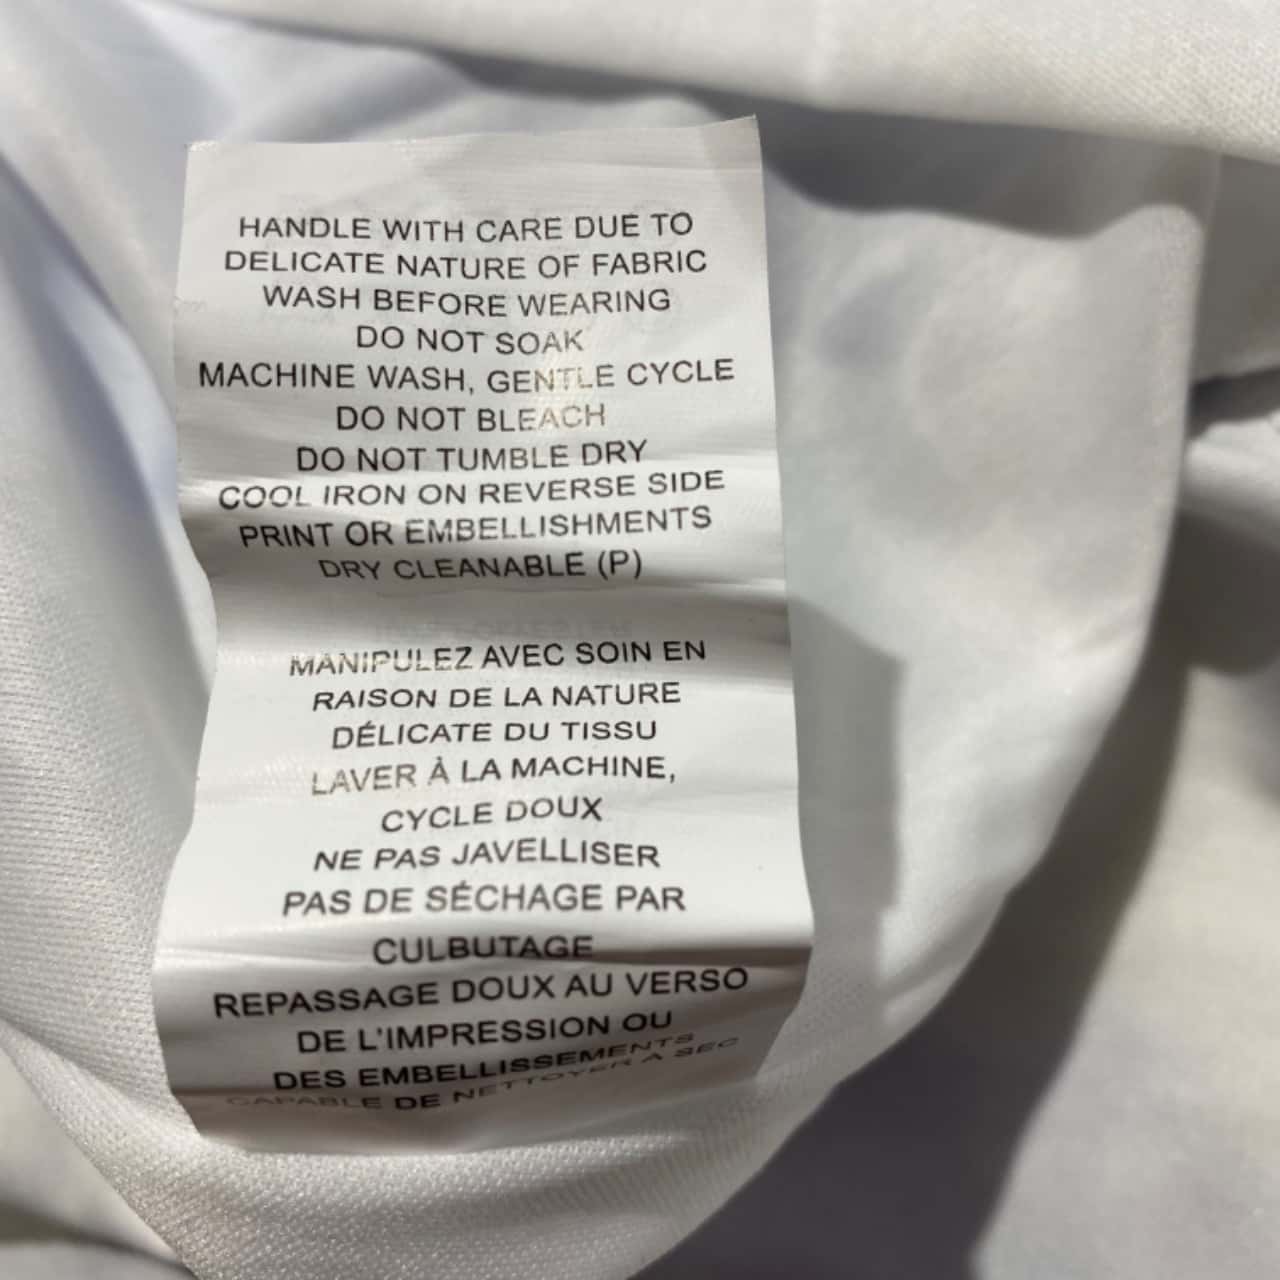 HANDLE WITH CARE DUE TO
DELICATE NATURE OF FABRIC
WASH BEFORE WEARING
DO NOT SOAK
MACHINE WASH, GENTLE CYCLE
DO NOT BLEACH
DO NOT TUMBLE DRY
COOL IRON ON REVERSE SIDE
PRINT OR EMBELLISHMENTS
DRY CLEANABLE (P)
MANIPULEZ AVEC SOIN EN
RAISON DE LA NATURE
DÉLICATE DU TISSU
LAVER À LA MACHINE,
CYCLE DOUX
NE PAS JAVELLISER
PAS DE SÉCHAGE PAR
CULBUTAGE
REPASSAGE DOUX AU VERSO
DE L'IMPRESSION OU
DES EMBELLISSEMENTS
CAPABLE DE NETTOYER A SEC